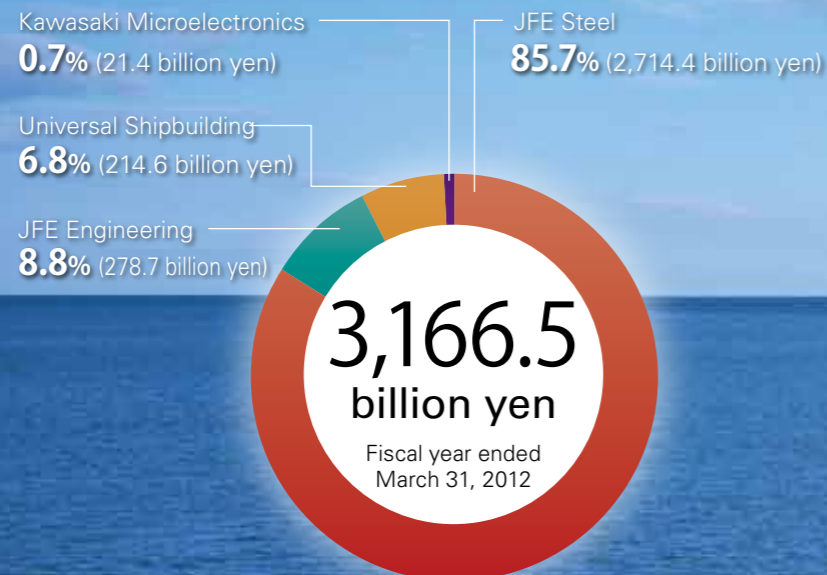 Kawasaki Microelectronics
0.7% (21.4 billion yen)
Universal Shipbuilding
6.8% (214.6 billion yen)
JFE Engineering
8.8% (278.7 billion yen)
JFE Steel
85.7% (2,714.4 billion yen)
3,166.5
billion yen
Fiscal year ended
March 31, 2012